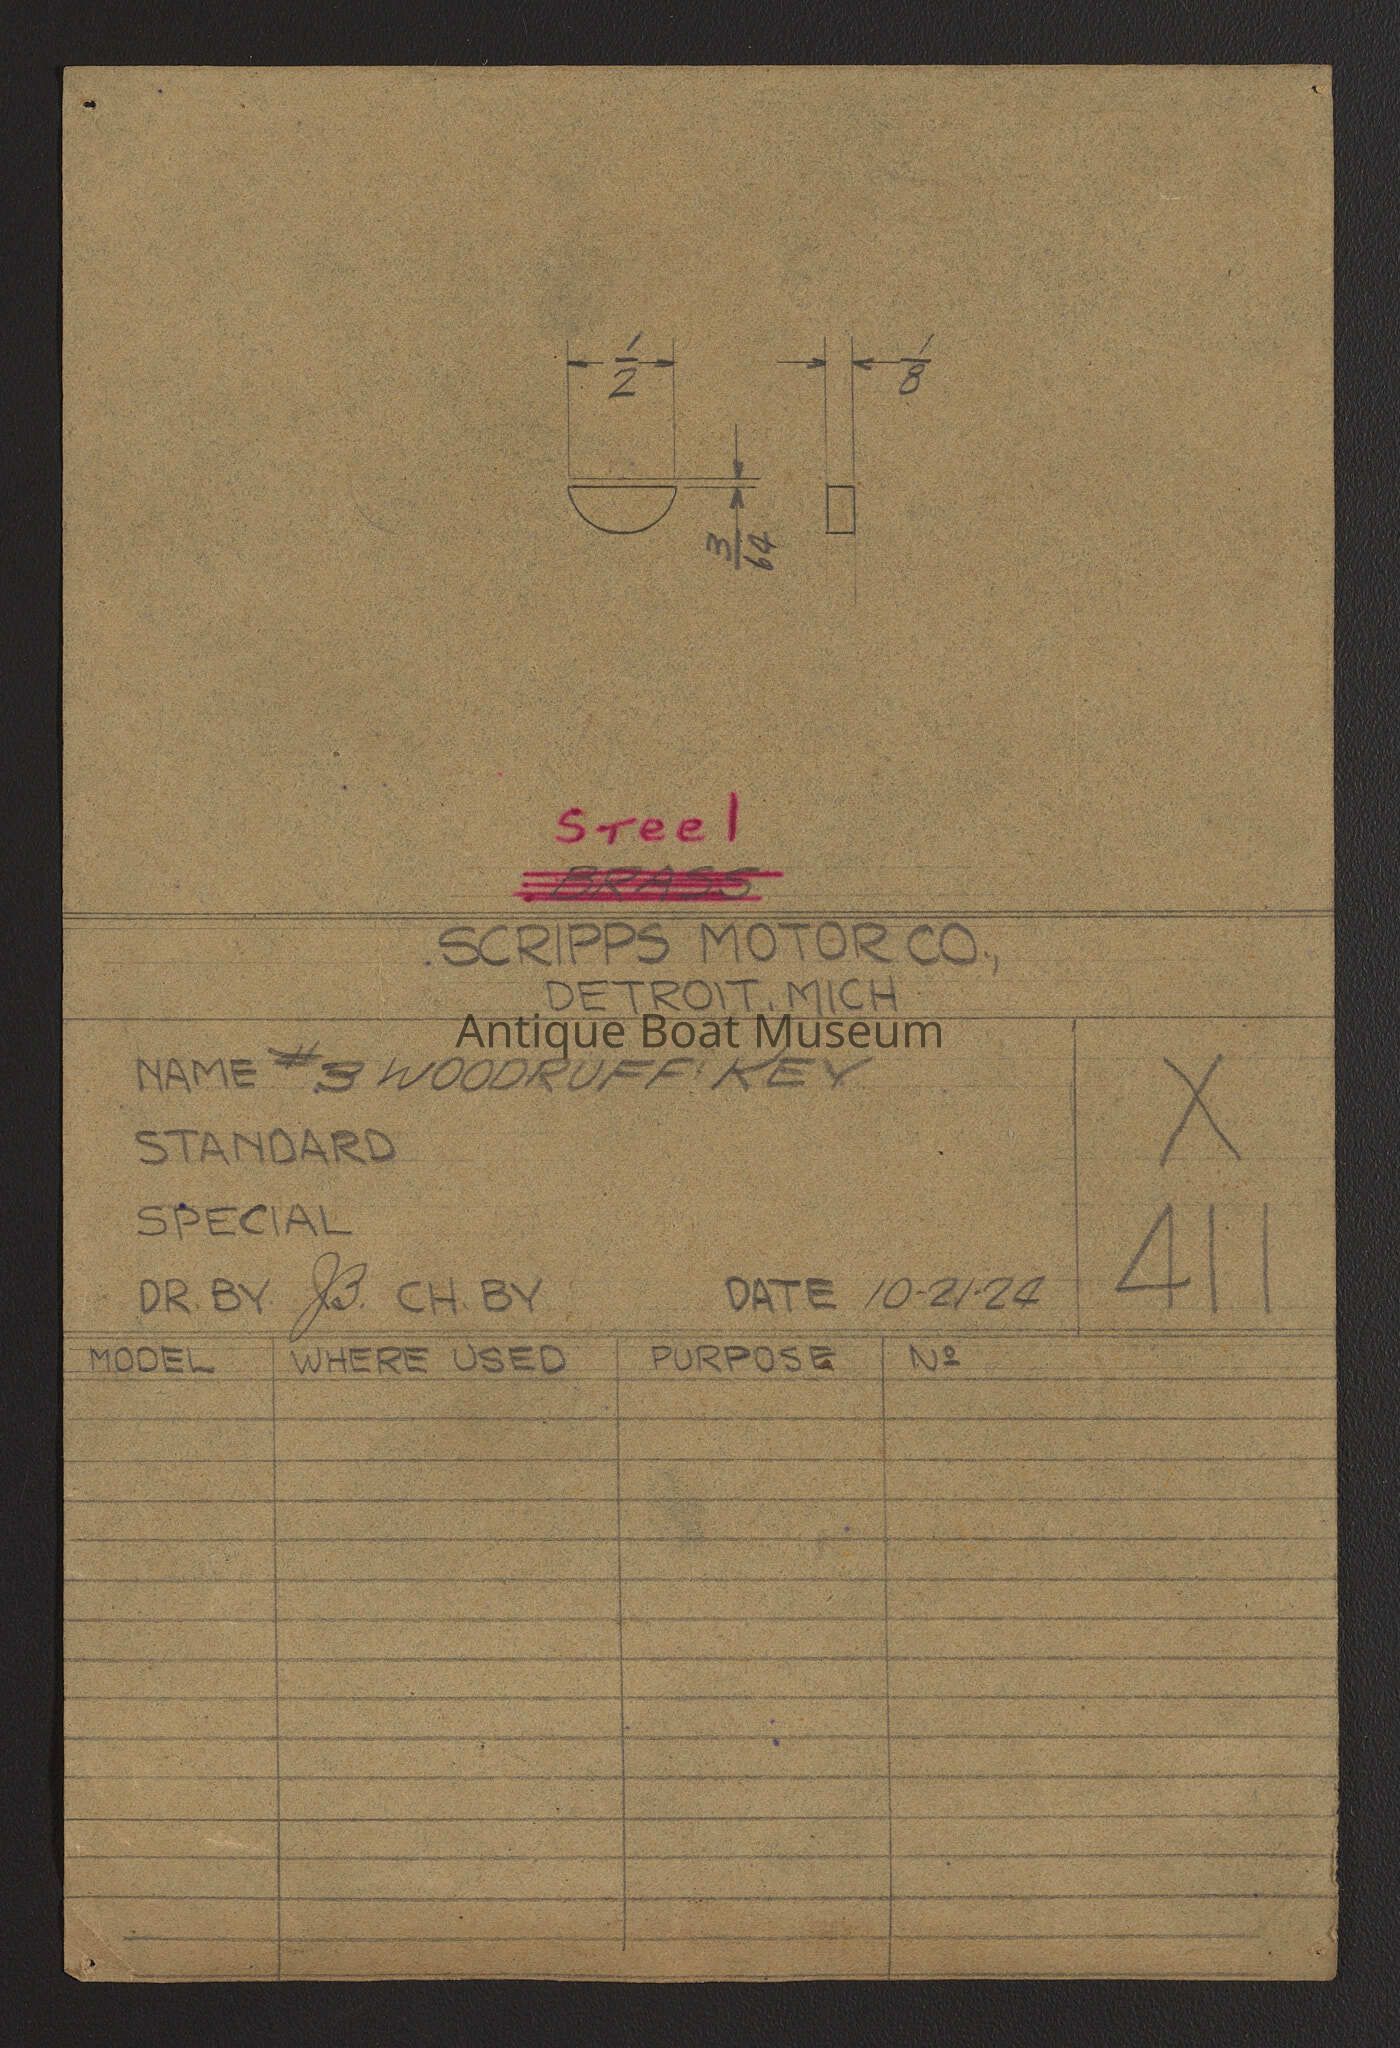 1/2
1/8
3/64
Steel
BRASS
SCRIPPS MOTOR CO.,
DETROIT, MICH
Antique Boat Museum
NAME #3 WOODRUFF KEY
X
STANDARD
411
SPECIAL
DR. BY JB. CH. BY DATE 10-21-24
MODEL WHERE USED PURPOSE Nº